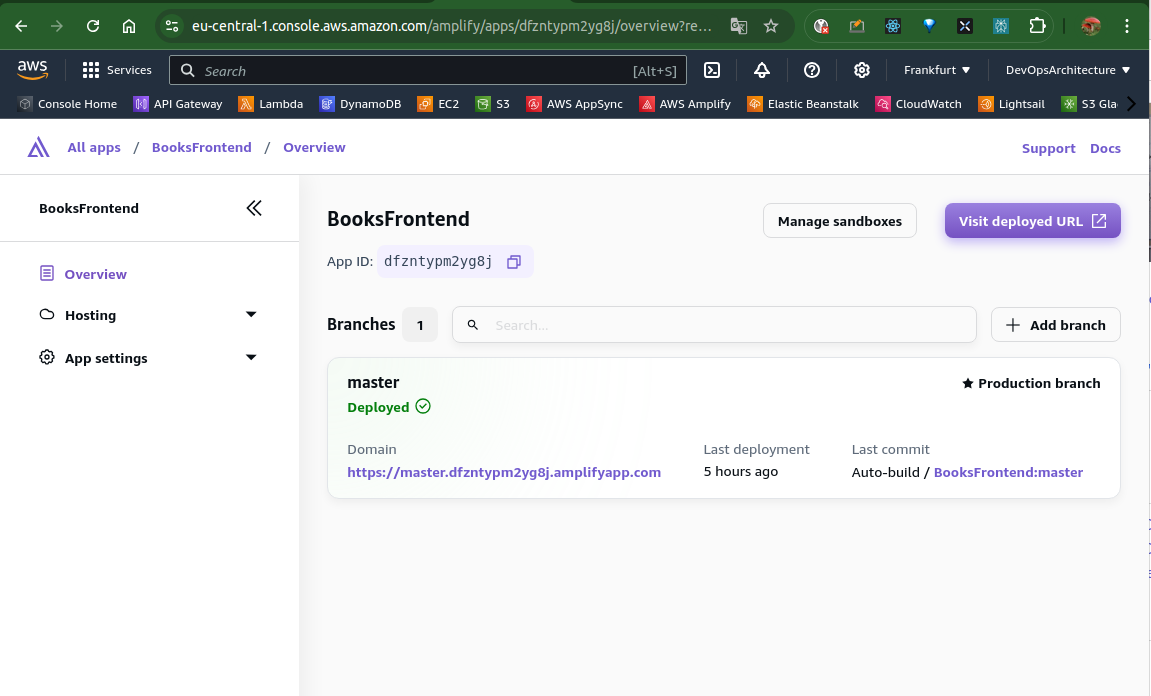 eu-central-1.console.aws.amazon.com/amplify/apps/dfzntypm2yg8j/overview?re...
aws Services Search [Alt+S] Frankfurt DevOpsArchitecture
Console Home API Gateway Lambda DynamoDB EC2 S3 AWS AppSync AWS Amplify Elastic Beanstalk CloudWatch Lightsail S3 Gla
All apps / BooksFrontend / Overview Support Docs
BooksFrontend
Overview
Hosting
App settings
BooksFrontend Manage sandboxes Visit deployed URL
App ID: dfzntypm2yg8j
Branches 1 Search... Add branch
master Production branch
Deployed
Domain Last deployment Last commit
https://master.dfzntypm2yg8j.amplifyapp.com 5 hours ago Auto-build / BooksFrontend:master